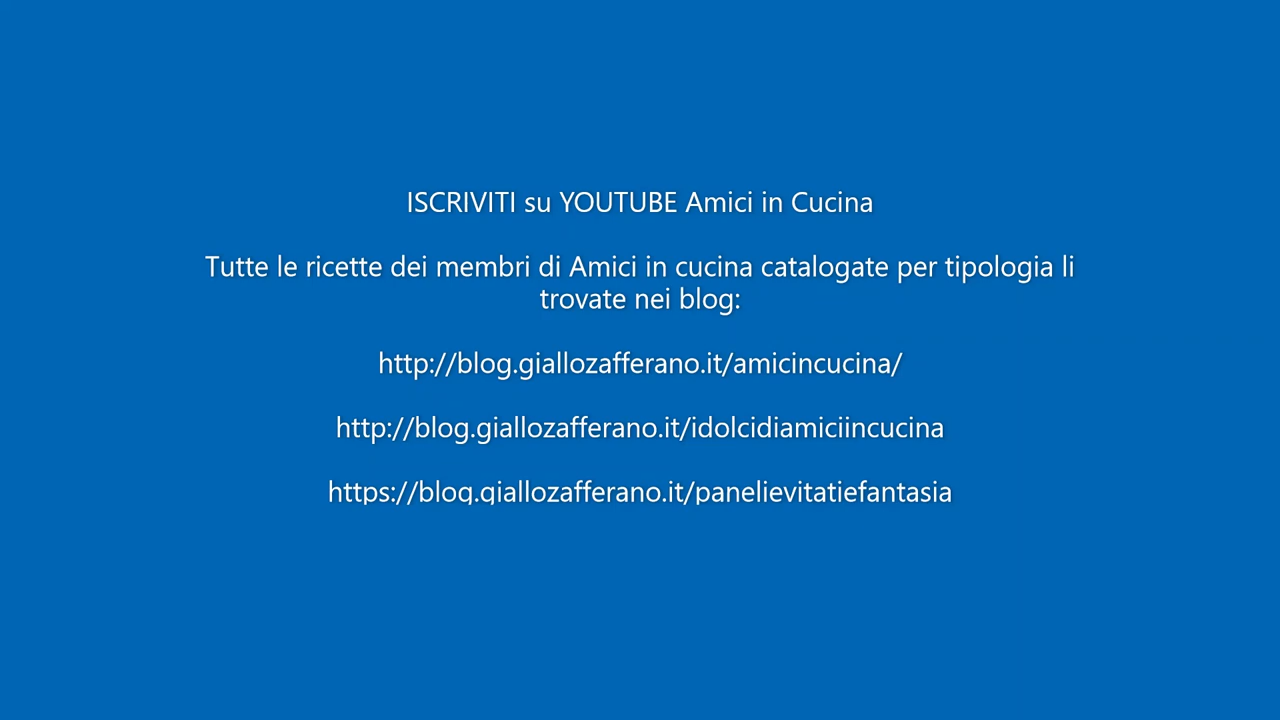 ISCRIVITI su YOUTUBE Amici in Cucina
Tutte le ricette dei membri di Amici in cucina catalogate per tipologia li
trovate nei blog:
http://blog.giallozafferano.it/amicincucina/
http://blog.giallozafferano.it/idolcidiamiciincucina
https://blog.giallozafferano.it/panelievitatiefantasia